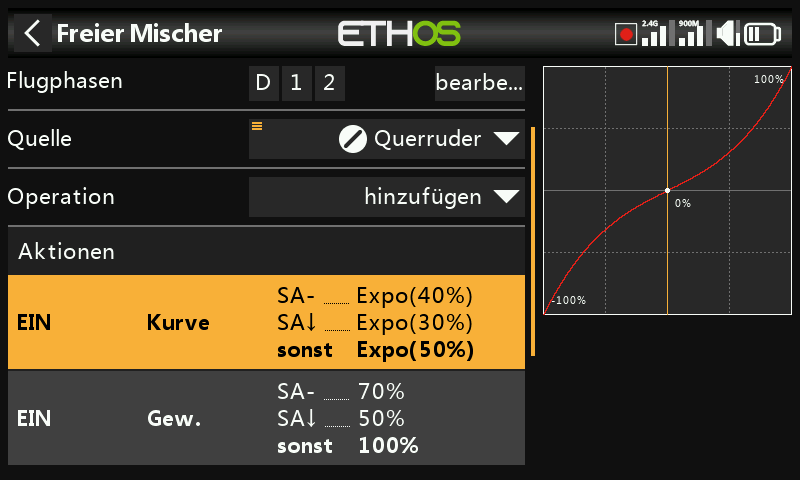 Freier Mischer
ETHOS
2.4G
900M
Flugphasen D 1 2 bearbe...
Quelle Querruder
Operation hinzufügen
Aktionen
SA- Expo(40%)
EIN Kurve SA↓ Expo(30%)
sonst Expo(50%)
SA- 70%
EIN Gew. SA↓ 50%
sonst 100%
100%
0%
-100%